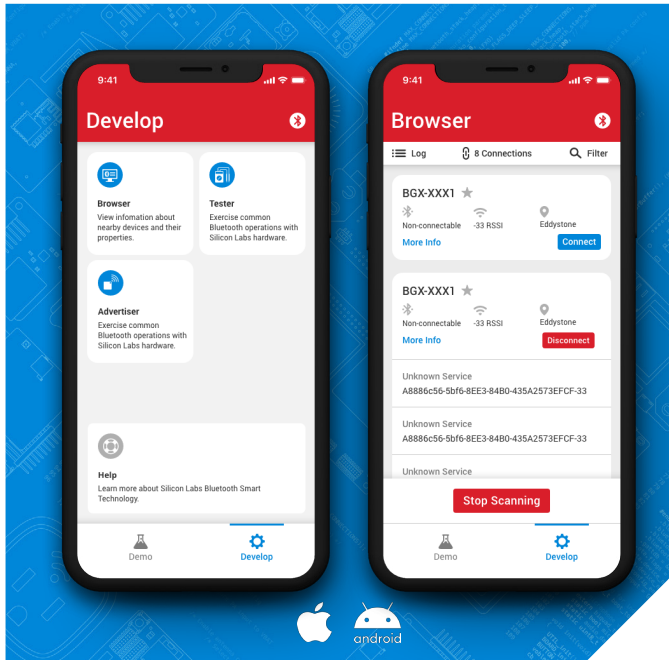 9:41
Develop
Browser
View infomation about
nearby devices and their
properties.
Tester
Exercise common
Bluetooth operations with
Silicon Labs hardware.
Advertiser
Exercise common
Bluetooth operations with
Silicon Labs hardware.
Help
Learn more about Silicon Labs Bluetooth Smart
Technology.
Demo
Develop
9:41
Browser
Log
8 Connections
Filter
BGX-XXX1
Non-connectable
-33 RSSI
Eddystone
More Info
Connect
BGX-XXX1
Non-connectable
-33 RSSI
Eddystone
More Info
Disconnect
Unknown Service
A8886c56-5bf6-8EE3-84B0-435A2573EFCF-33
Unknown Service
A8886c56-5bf6-8EE3-84B0-435A2573EFCF-33
Unknown Service
Stop Scanning
Demo
Develop
android